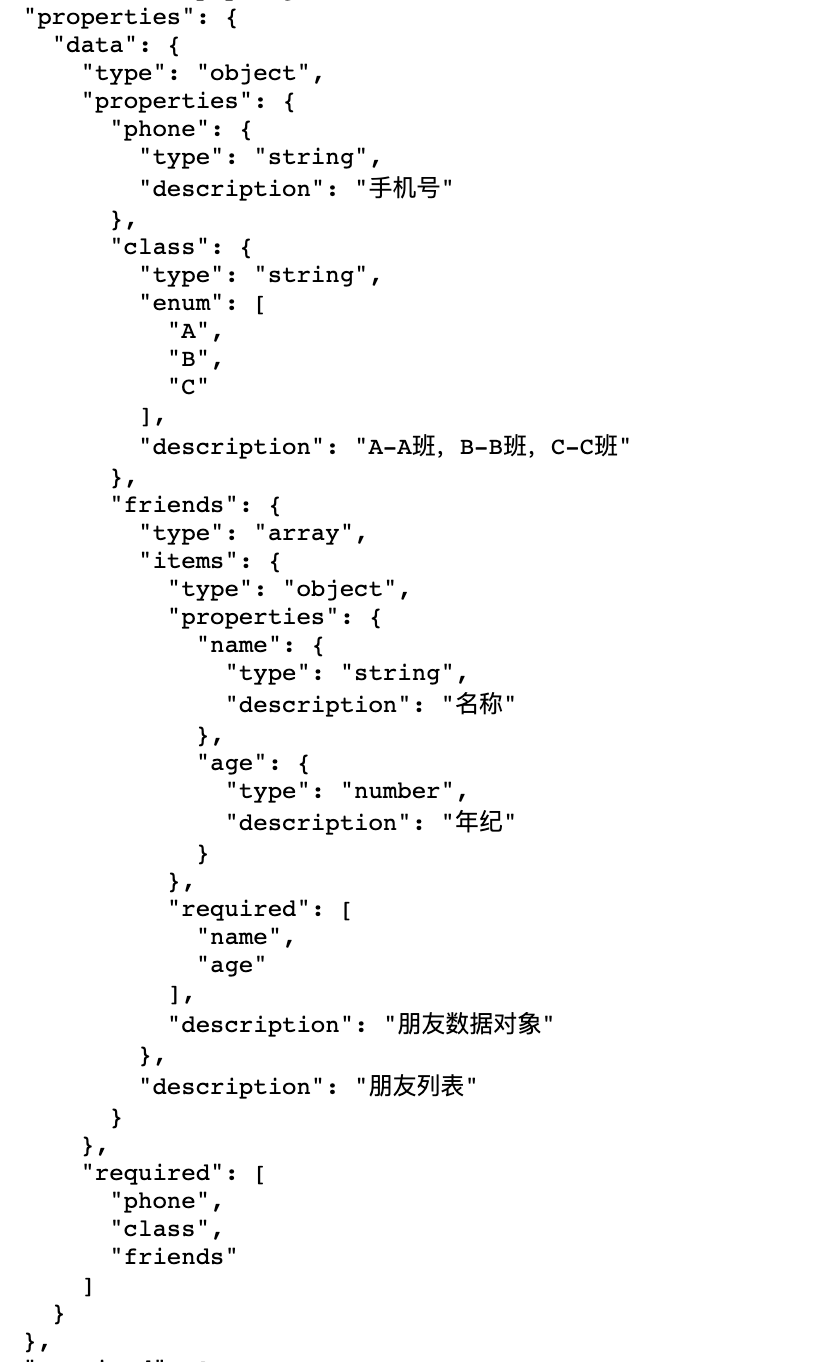 "properties": {
"data": {
"type": "object",
"properties": {
"phone": {
"type": "string",
"description": "手机号"
},
"class": {
"type": "string",
"enum": [
"A",
"B",
"C"
],
"description": "A-A班，B-B班，C-C班"
},
"friends": {
"type": "array",
"items": {
"type": "object",
"properties": {
"name": {
"type": "string",
"description": "名称"
},
"age": {
"type": "number",
"description": "年纪"
}
},
"required": [
"name",
"age"
],
"description": "朋友数据对象"
},
"description": "朋友列表"
}
},
"required": [
"phone",
"class",
"friends"
]
}
},